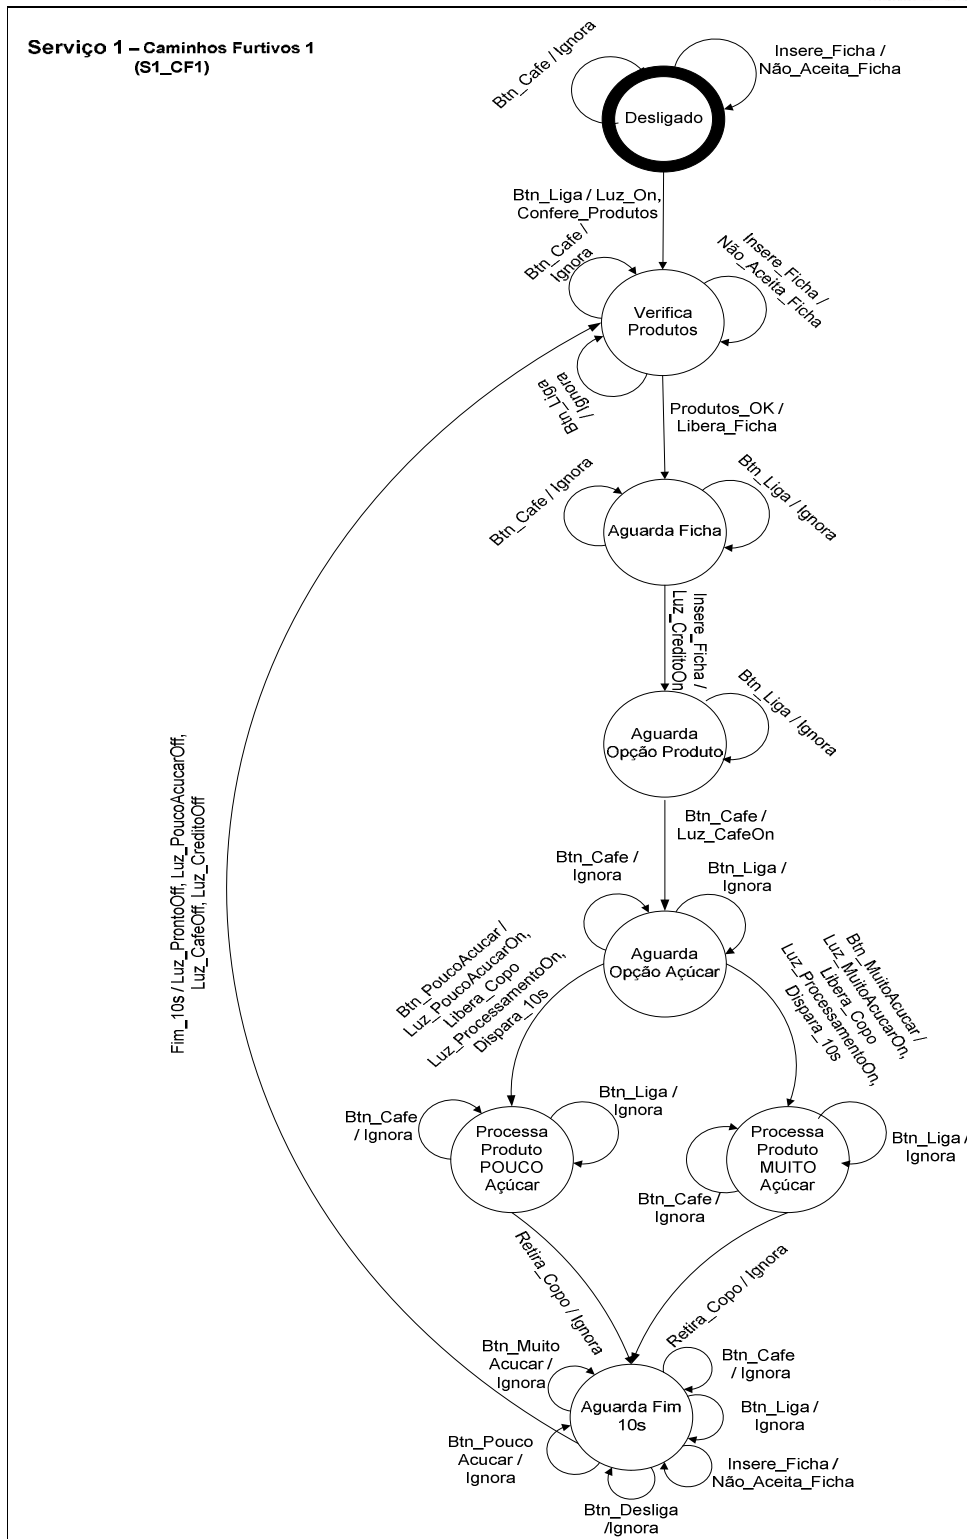 Serviço 1 – Caminhos Furtivos 1
(S1_CF1)
Btn_Cafe / Ignora
Insere_Ficha /
Não_Aceita_Ficha
Desligado
Btn_Liga / Luz_On,
Confere_Produtos
Btn_Cafe /
Ignora
Insere_Ficha /
Não_Aceita_Ficha
Verifica
Produtos
Btn_Liga
/ Ignora
Produtos_OK /
Libera_Ficha
Btn_Cafe / Ignora
Btn_Liga / Ignora
Aguarda Ficha
Insere_Ficha /
Luz_CreditoOn
Btn_Liga / Ignora
Aguarda
Opção Produto
Btn_Cafe /
Luz_CafeOn
Fim_10s / Luz_ProntoOff, Luz_PoucoAcucarOff,
Luz_CafeOff, Luz_CreditoOff
Btn_Cafe /
Ignora
Btn_Liga /
Ignora
Aguarda
Opção Açúcar
Btn_PoucoAcucar /
Luz_PoucoAcucarOn,
Libera_Copo
Luz_ProcessamentoOn,
Dispara_10s
Btn_MuitoAcucar /
Luz_MuitoAcucarOn,
Libera_Copo
Luz_ProcessamentoOn,
Dispara_10s
Btn_Cafe
/ Ignora
Btn_Liga /
Ignora
Processa
Produto
POUCO
Açúcar
Processa
Produto
MUITO
Açúcar
Btn_Liga /
Ignora
Btn_Cafe /
Ignora
Retira_Copo / Ignora
Retira_Copo / Ignora
Btn_Muito
Acucar /
Ignora
Btn_Cafe
/ Ignora
Aguarda Fim
10s
Btn_Liga /
Ignora
Btn_Pouco
Acucar /
Ignora
Insere_Ficha /
Não_Aceita_Ficha
Btn_Desliga
/Ignora